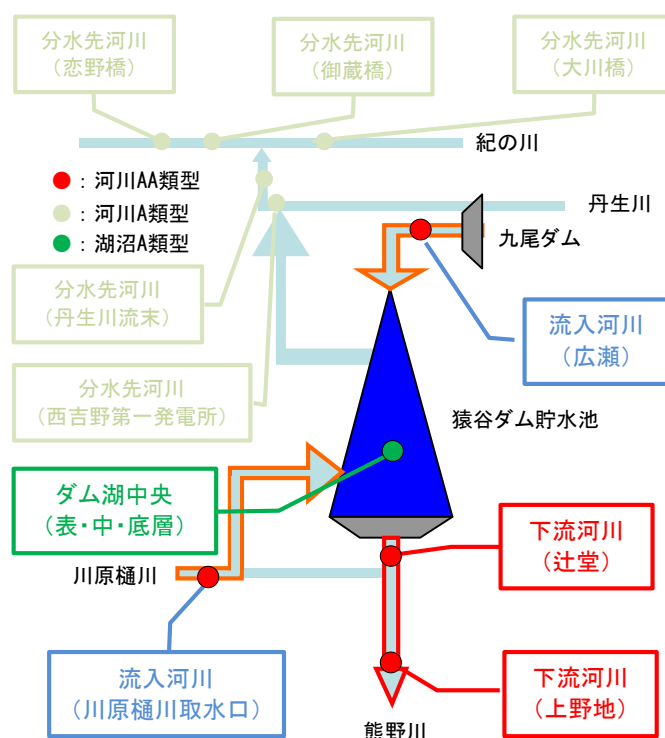 分水先河川
（恋野橋）
分水先河川
（御蔵橋）
分水先河川
（大川橋）
紀の川
：河川AA類型
：河川A類型
：湖沼A類型
丹生川
九尾ダム
分水先河川
（丹生川流末）
流入河川
（広瀬）
分水先河川
（西吉野第一発電所）
猿谷ダム貯水池
ダム湖中央
（表・中・底層）
下流河川
（辻堂）
川原樋川
流入河川
（川原樋川取水口）
下流河川
（上野地）
熊野川